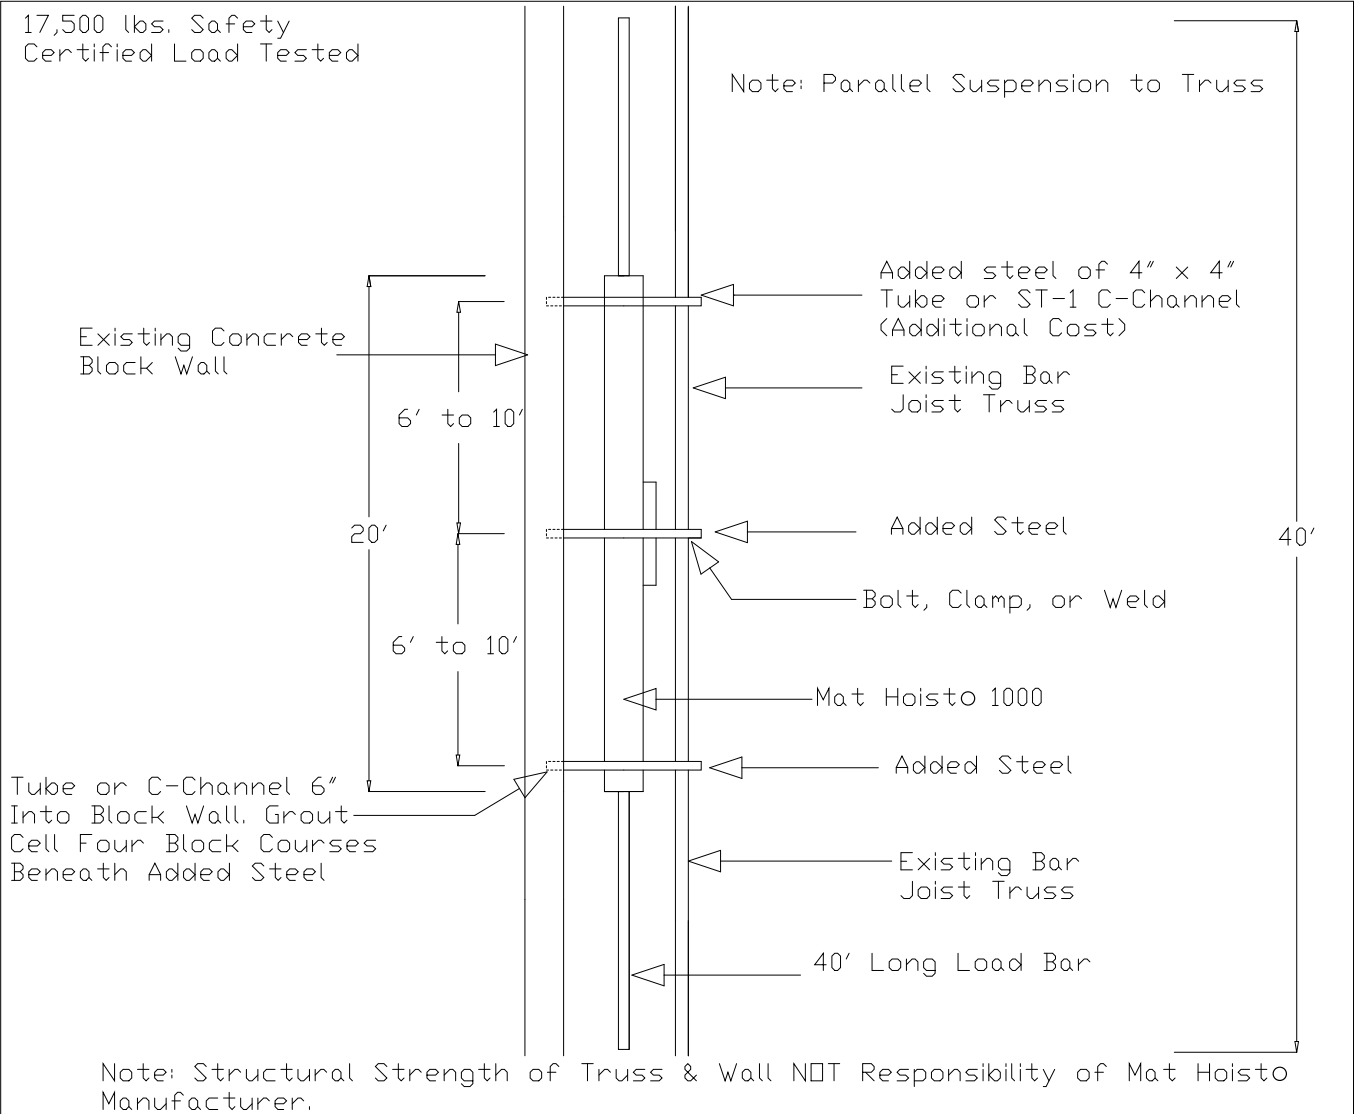 17,500 lbs. Safety
Certified Load Tested
Note: Parallel Suspension to Truss
Added steel of 4" x 4"
Tube or ST-1 C-Channel
(Additional Cost)
Existing Concrete
Block Wall
Existing Bar
Joist Truss
6' to 10'
20'
Added Steel
40'
Bolt, Clamp, or Weld
6' to 10'
Mat Hoisto 1000
Added Steel
Tube or C-Channel 6"
Into Block Wall. Grout
Cell Four Block Courses
Beneath Added Steel
Existing Bar
Joist Truss
40' Long Load Bar
Note: Structural Strength of Truss & Wall NOT Responsibility of Mat Hoisto
Manufacturer.